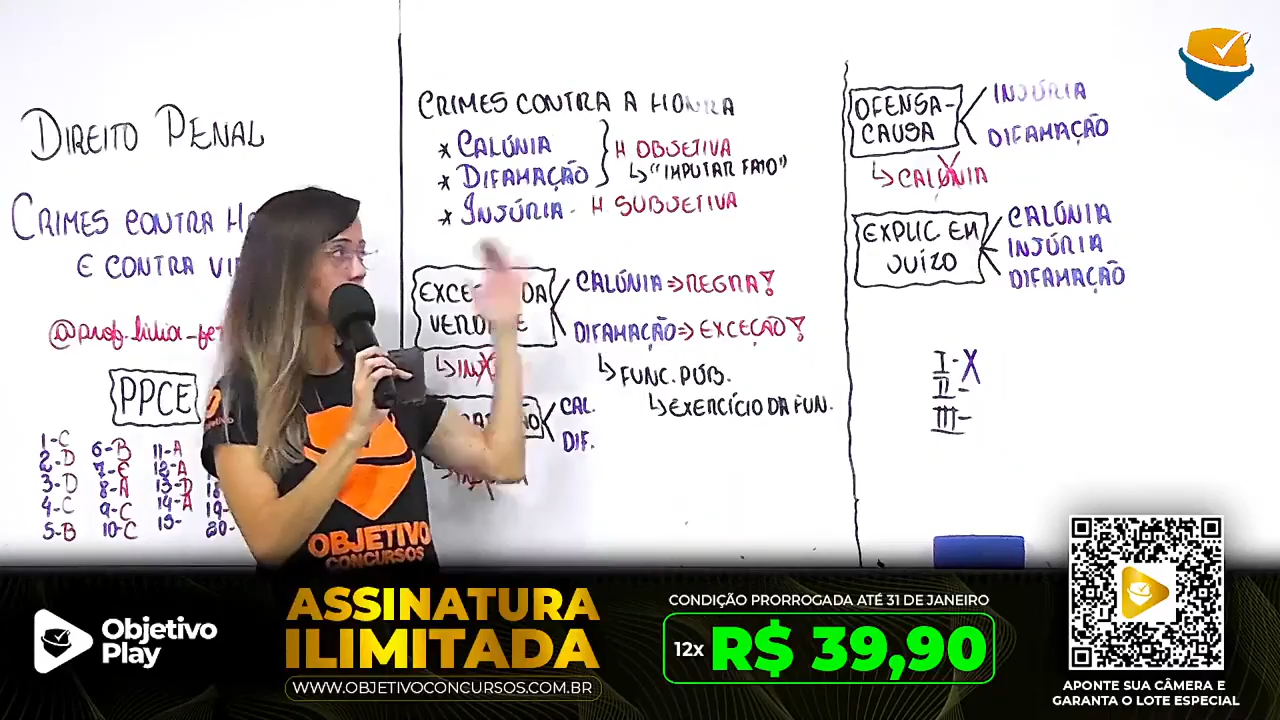 DIREITO PENAL
CRIMES CONTRA
E CONTRA
@prof.lilia_
PPCE
1-C 6-B 11-A
2-D 7-E 12-A
3-D 8-A 13-D
4-C 9-C 14-A
5-B 10-C 15- 20-
CRIMES CONTRA A HONRA
* CALÚNIA
* DIFAMAÇÃO
* INJÚRIA - H SUBJETIVA
H OBJETIVA
"IMPUTAR FATO"
CALÚNIA ⇒ REGRA!
DIFAMAÇÃO ⇒ EXCEÇÃO!
FUNC. PÚB.
EXERCÍCIO DA FUN.
CAL.
DIF.
OFENSA-
CAUSA
INJÚRIA
DIFAMAÇÃO
CALÚNIA
EXPLIC EM
JUÍZO
CALÚNIA
INJÚRIA
DIFAMAÇÃO
I - X
II -
III -
OBJETIVO
CONCURSOS
Objetivo
Play
ASSINATURA
ILIMITADA
WWW.OBJETIVOCONCURSOS.COM.BR
CONDIÇÃO PRORROGADA ATÉ 31 DE JANEIRO
12x R$ 39,90
APONTE SUA CÂMERA E
GARANTA O LOTE ESPECIAL